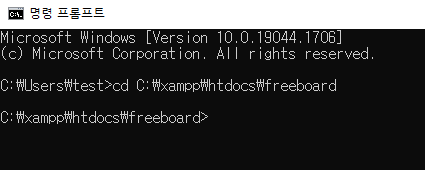 명령 프롬프트
Microsoft Windows [Version 10.0.19044.1706]
(c) Microsoft Corporation. All rights reserved.
C:₩Users₩test>cd C:₩xampp₩htdocs₩freeboard
C:₩xampp₩htdocs₩freeboard>